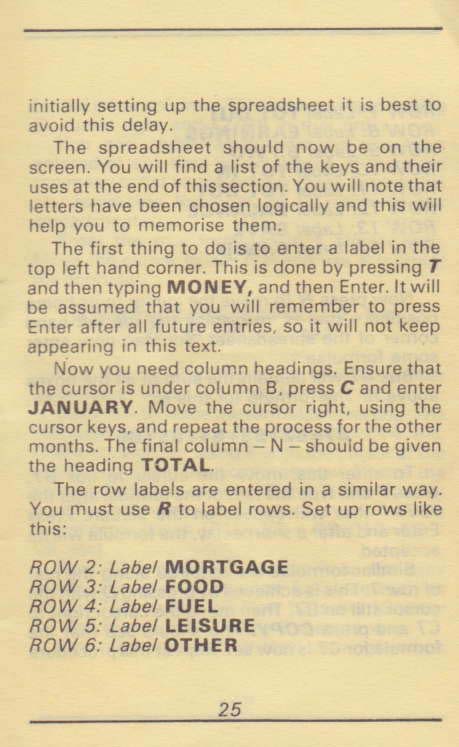 initially setting up the spreadsheet it is best to
avoid this delay.
The spreadsheet should now be on the
screen. You will find a list of the keys and their
uses at the end of this section. You will note that
letters have been chosen logically and this will
help you to memorise them.
The first thing to do is to enter a label in the
top left hand corner. This is done by pressing T
and then typing MONEY, and then Enter. It will
be assumed that you will remember to press
Enter after all future entries, so it will not keep
appearing in this text.
Now you need column headings. Ensure that
the cursor is under column B, press C and enter
JANUARY. Move the cursor right, using the
cursor keys, and repeat the process for the other
months. The final column – N – should be given
the heading TOTAL.
The row labels are entered in a similar way.
You must use R to label rows. Set up rows like
this:
ROW 2: Label MORTGAGE
ROW 3: Label FOOD
ROW 4: Label FUEL
ROW 5: Label LEISURE
ROW 6: Label OTHER
25